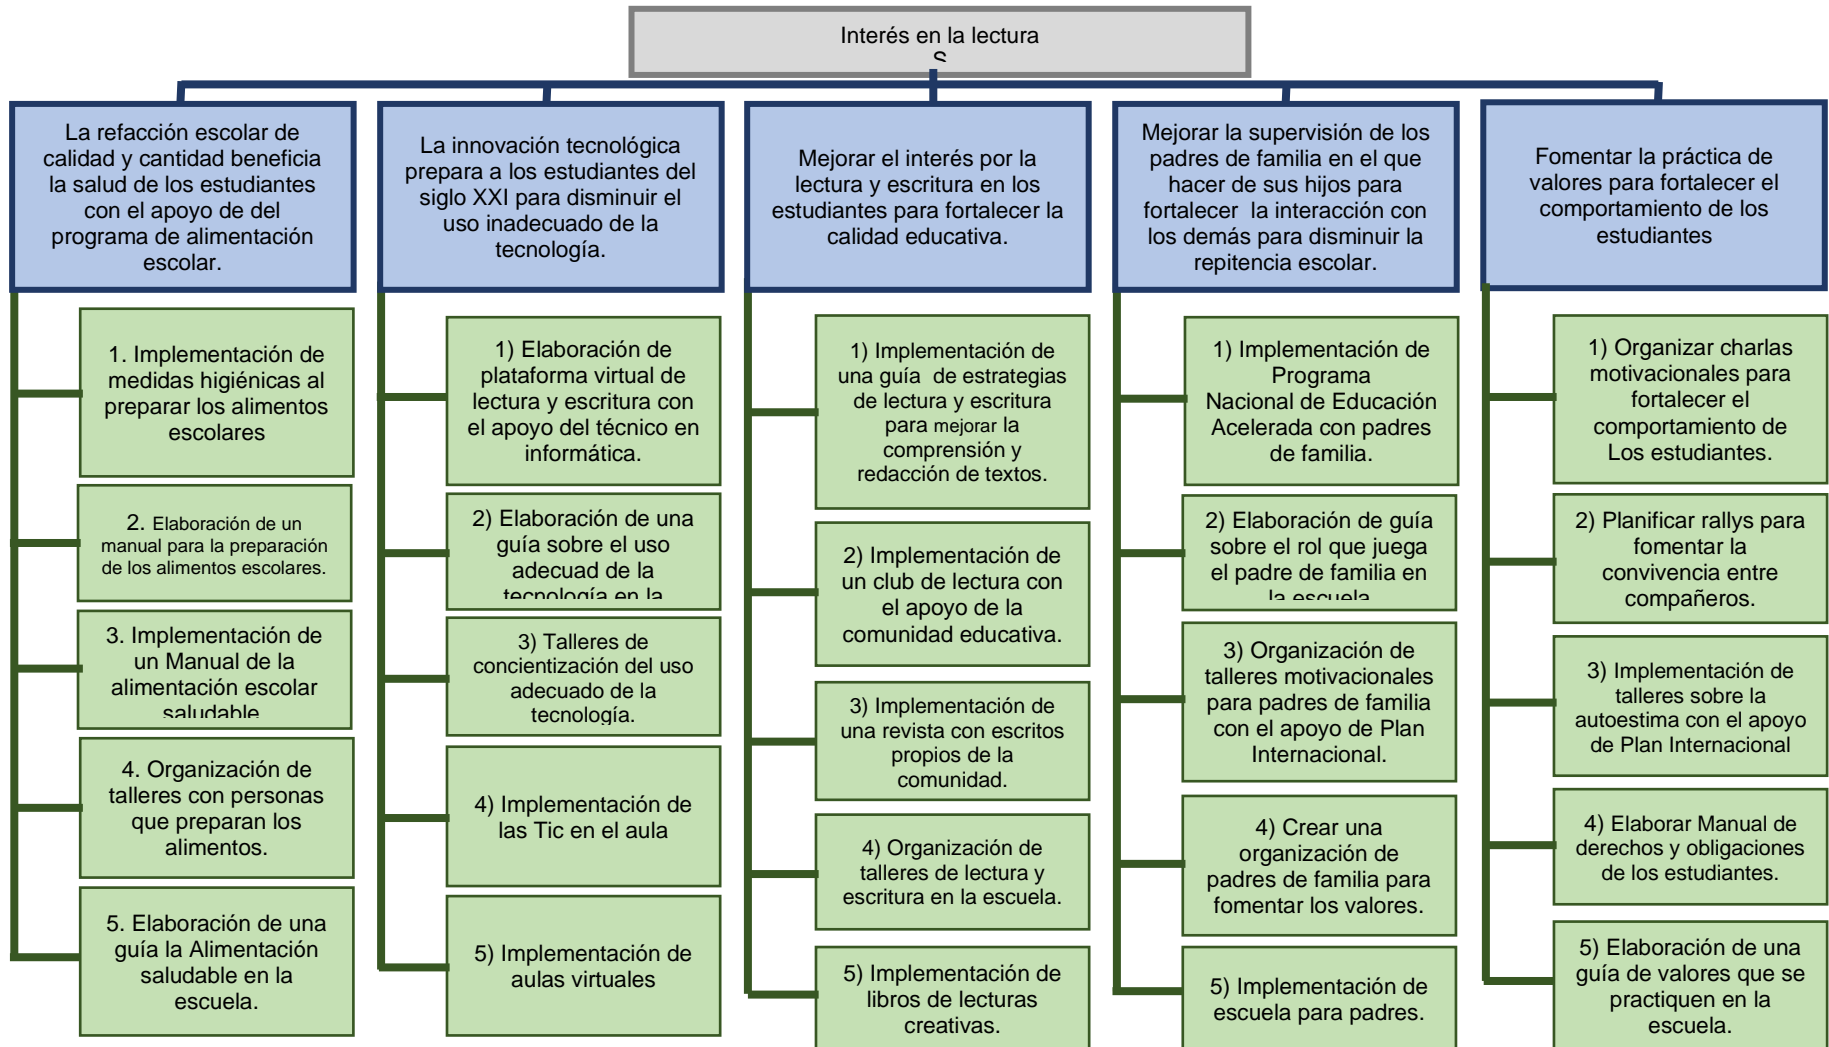 Interés en la lectura
S
La refacción escolar de
calidad y cantidad beneficia
la salud de los estudiantes
con el apoyo de del
programa de alimentación
escolar.
1. Implementación de
medidas higiénicas al
preparar los alimentos
escolares
2. Elaboración de un
manual para la preparación
de los alimentos escolares.
3. Implementación de
un Manual de la
alimentación escolar
saludable
4. Organización de
talleres con personas
que preparan los
alimentos.
5. Elaboración de una
guía la Alimentación
saludable en la
escuela.
La innovación tecnológica
prepara a los estudiantes del
siglo XXI para disminuir el
uso inadecuado de la
tecnología.
1) Elaboración de
plataforma virtual de
lectura y escritura con
el apoyo del técnico en
informática.
2) Elaboración de una
guía sobre el uso
adecuad de la
tecnología en la
3) Talleres de
concientización del uso
adecuado de la
tecnología.
4) Implementación de
las Tic en el aula
5) Implementación de
aulas virtuales
Mejorar el interés por la
lectura y escritura en los
estudiantes para fortalecer la
calidad educativa.
1) Implementación de
una guía de estrategias
de lectura y escritura
para mejorar la
comprensión y
redacción de textos.
2) Implementación de
un club de lectura con
el apoyo de la
comunidad educativa.
3) Implementación de
una revista con escritos
propios de la
comunidad.
4) Organización de
talleres de lectura y
escritura en la escuela.
5) Implementación de
libros de lecturas
creativas.
Mejorar la supervisión de los
padres de familia en el que
hacer de sus hijos para
fortalecer la interacción con
los demás para disminuir la
repitencia escolar.
1) Implementación de
Programa
Nacional de Educación
Acelerada con padres
de familia.
2) Elaboración de guía
sobre el rol que juega
el padre de familia en
la escuela
3) Organización de
talleres motivacionales
para padres de familia
con el apoyo de Plan
Internacional.
4) Crear una
organización de
padres de familia para
fomentar los valores.
5) Implementación de
escuela para padres.
Fomentar la práctica de
valores para fortalecer el
comportamiento de los
estudiantes
1) Organizar charlas
motivacionales para
fortalecer el
comportamiento de
Los estudiantes.
2) Planificar rallys para
fomentar la
convivencia entre
compañeros.
3) Implementación de
talleres sobre la
autoestima con el apoyo
de Plan Internacional
4) Elaborar Manual de
derechos y obligaciones
de los estudiantes.
5) Elaboración de una
guía de valores que se
practiquen en la
escuela.